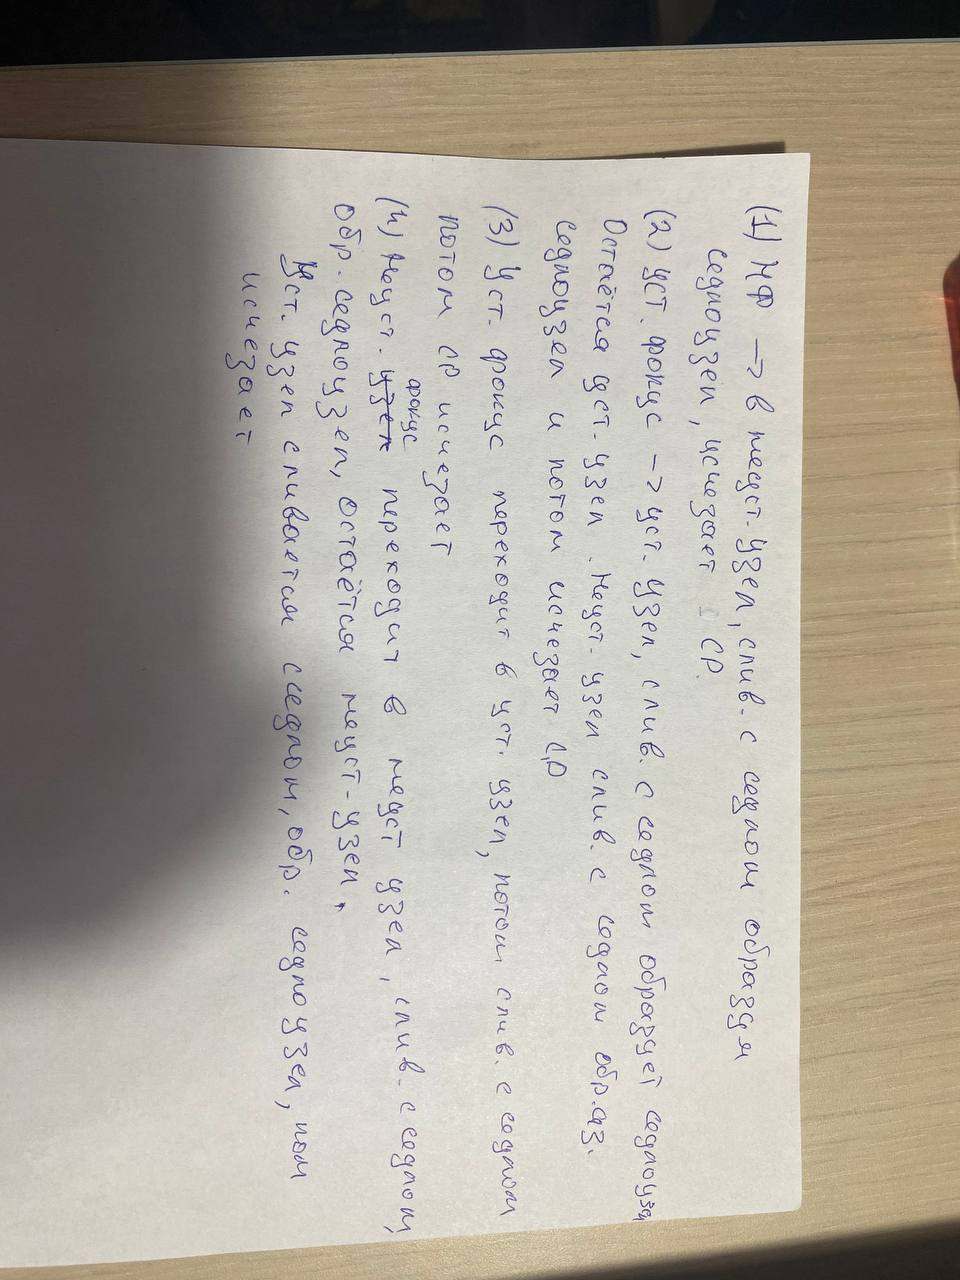 (1) НФ -> в неуст. узел, слив. с седлом образуя
седлоузел, исчезает СР.
(2) уст. фокус -> уст. узел, слив. с седлом образует седлоузел
Остаётся уст. узел. Неуст. узел слив. с седлом обр.аз.
седлоузел и потом исчезает СР
(3) Уст. фокус переходит в уст. узел, потом слив. с седлом
потом СР исчезает
(4) Неуст. узел фокус переходит в неуст узел, слив. с седлом,
обр. седлоузел, остаётся неуст. узел.
Уст. узел сливается с седлом, обр. седлоузел, пом
исчезает